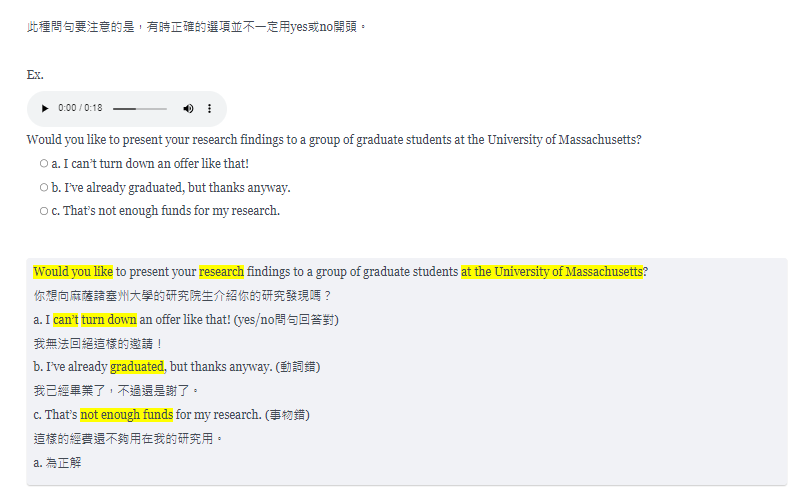 此種問句要注意的是，有時正確的選項並不一定用yes或no開頭。
Ex.
0:00 / 0:18
Would you like to present your research findings to a group of graduate students at the University of Massachusetts?
a. I can’t turn down an offer like that!
b. I’ve already graduated, but thanks anyway.
c. That’s not enough funds for my research.
Would you like to present your research findings to a group of graduate students at the University of Massachusetts?
你想向麻薩諸塞州大學的研究院生介紹你的研究發現嗎？
a. I can’t turn down an offer like that! (yes/no問句回答對)
我無法回絕這樣的邀請！
b. I’ve already graduated, but thanks anyway. (動詞錯)
我已經畢業了，不過還是謝了。
c. That’s not enough funds for my research. (事物錯)
這樣的經費還不夠用在我的研究用。
a. 為正解